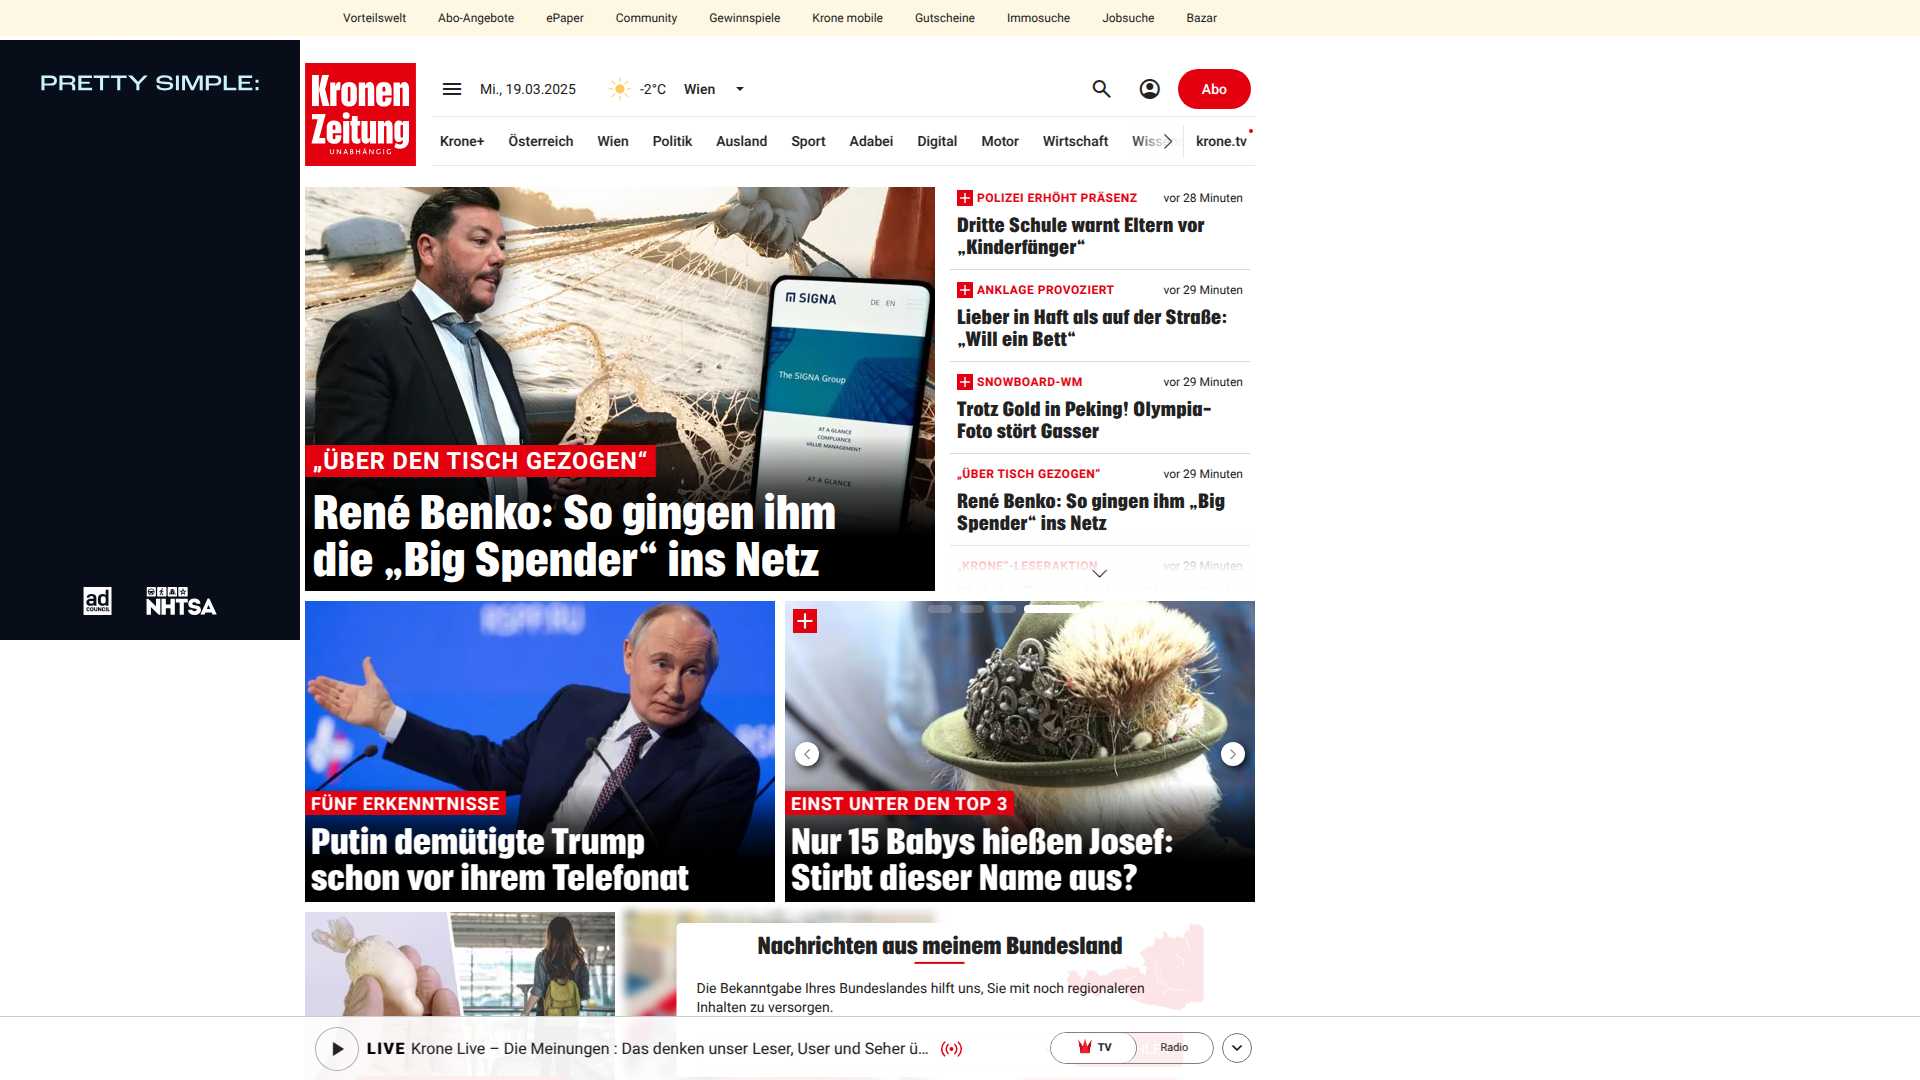 Vorteilswelt Abo-Angebote ePaper Community Gewinnspiele Krone mobile Gutscheine Immosuche Jobsuche Bazar
PRETTY SIMPLE:
Kronen
Zeitung
UNABHÄNGIG
Mi., 19.03.2025 -2°C Wien
Abo
Krone+ Österreich Wien Politik Ausland Sport Adabei Digital Motor Wirtschaft krone.tv
SIGNA DE EN
The SIGNA Group
AT A GLANCE
COMPLIANCE
VALUE MANAGEMENT
AT A GLANCE
„ÜBER DEN TISCH GEZOGEN“
René Benko: So gingen ihm
die „Big Spender“ ins Netz
POLIZEI ERHÖHT PRÄSENZ vor 28 Minuten
Dritte Schule warnt Eltern vor
„Kinderfänger“
ANKLAGE PROVOZIERT vor 29 Minuten
Lieber in Haft als auf der Straße:
„Will ein Bett“
SNOWBOARD-WM vor 29 Minuten
Trotz Gold in Peking! Olympia-
Foto stört Gasser
„ÜBER TISCH GEZOGEN“ vor 29 Minuten
René Benko: So gingen ihm „Big
Spender“ ins Netz
„KRONE“-LESERAKTION vor 29 Minuten
ad
COUNCIL
NHTSA
FÜNF ERKENNTNISSE
Putin demütigte Trump
schon vor ihrem Telefonat
EINST UNTER DEN TOP 3
Nur 15 Babys hießen Josef:
Stirbt dieser Name aus?
Nachrichten aus meinem Bundesland
Die Bekanntgabe Ihres Bundeslandes hilft uns, Sie mit noch regionaleren
Inhalten zu versorgen.
LIVE Krone Live – Die Meinungen : Das denken unser Leser, User und Seher ü...
TV Radio